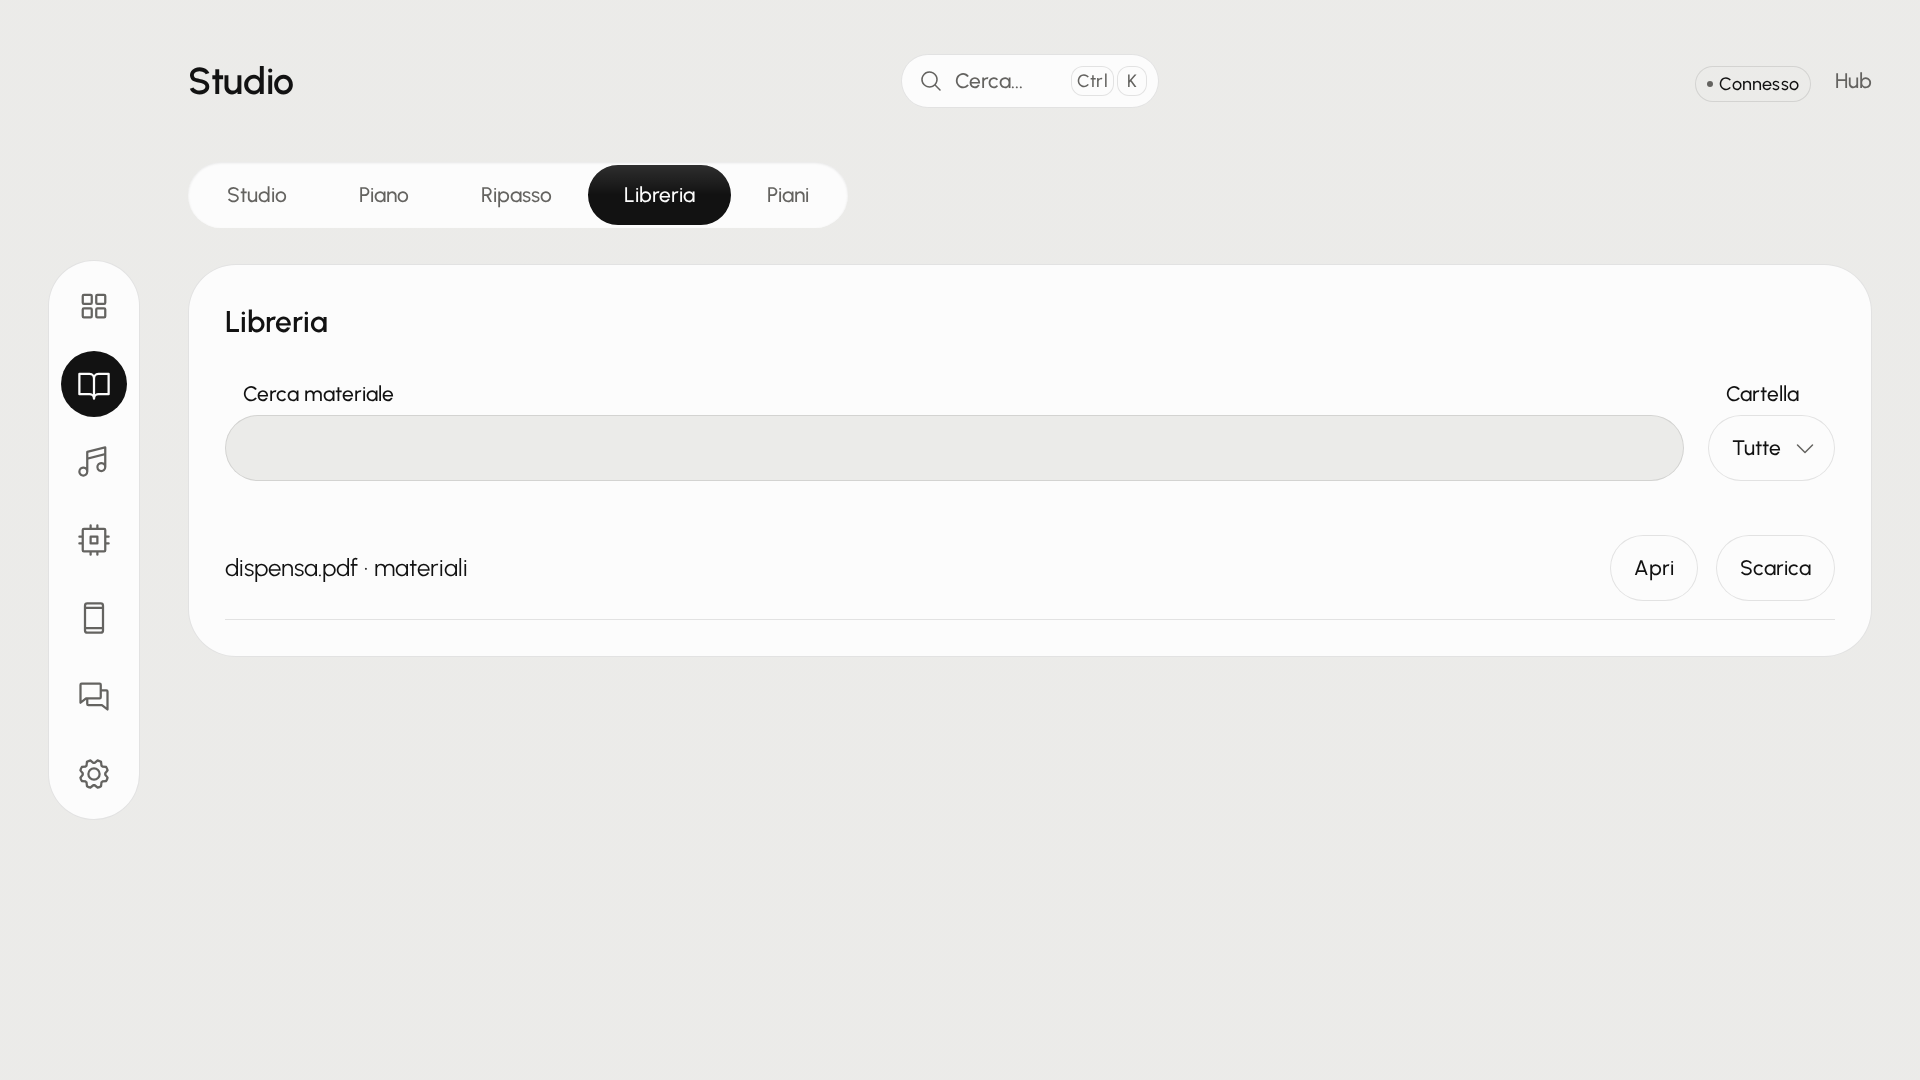 Studio
Cerca... Ctrl K
Connesso Hub
Studio Piano Ripasso Libreria Piani
Libreria
Cerca materiale Cartella
Tutte
dispensa.pdf · materiali Apri Scarica